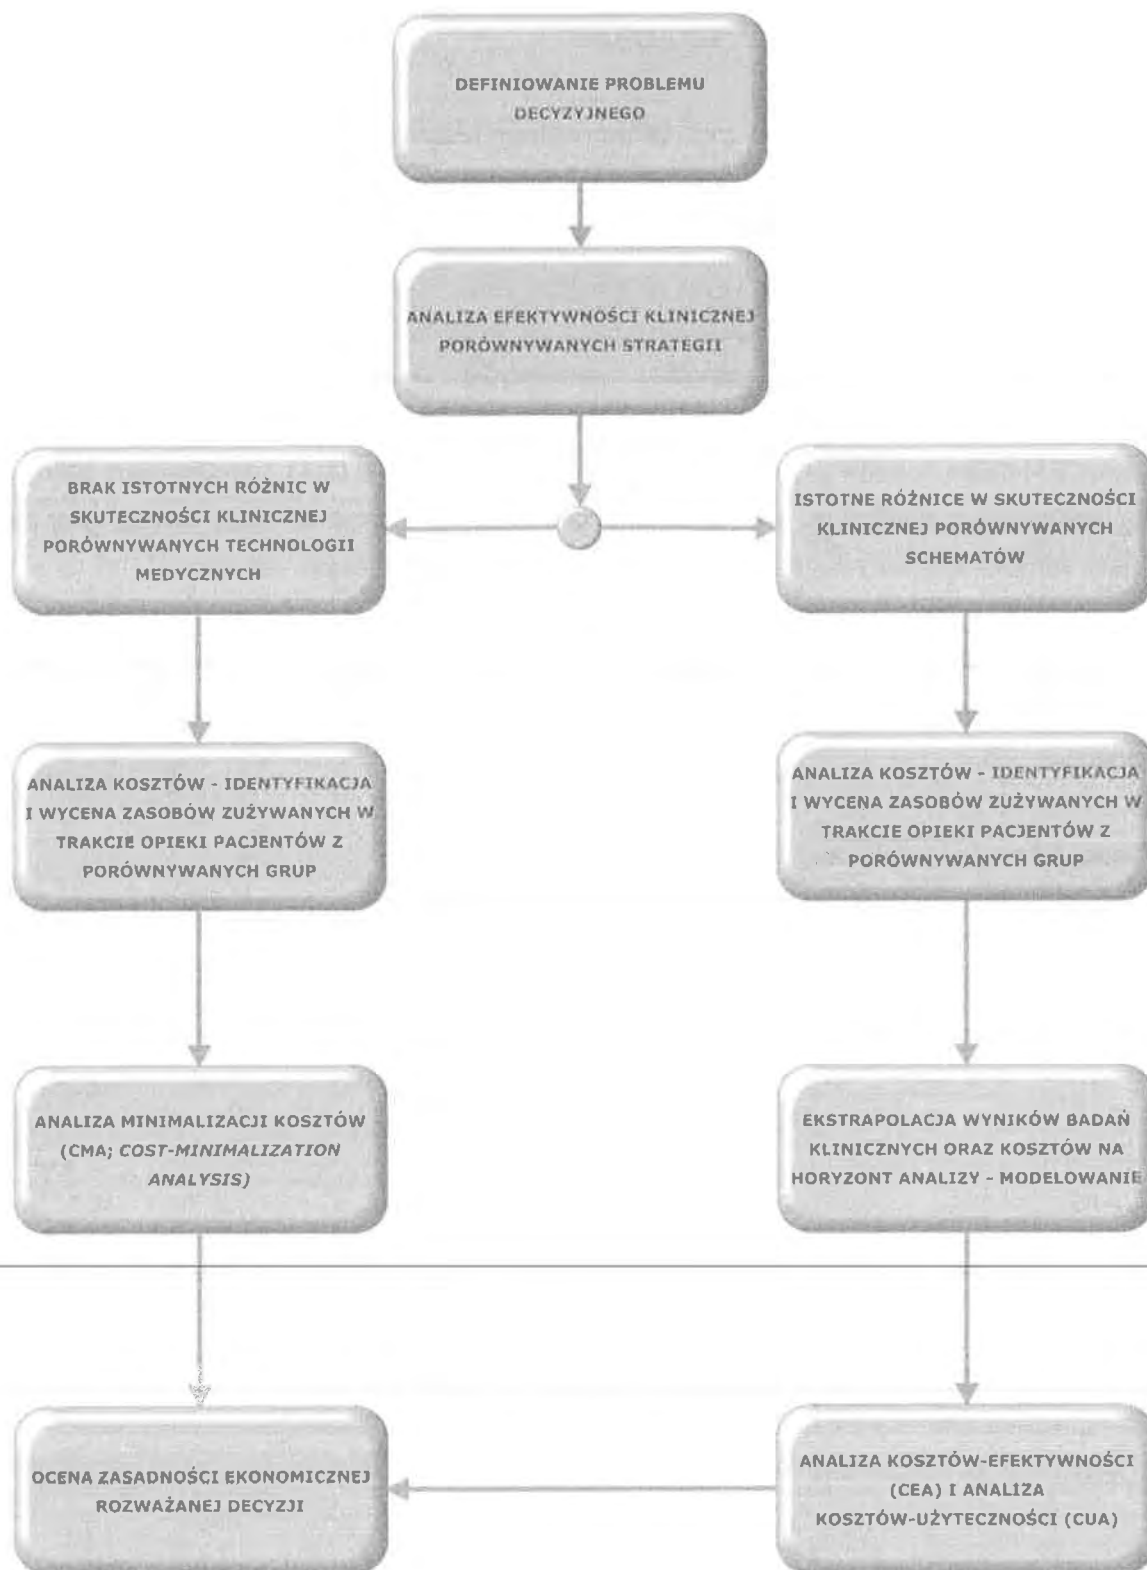 DEFINIOWANIE PROBLEMU
DECYZYJNEGO
ANALIZA EFEKTYWNOŚCI KLINICZNEJ
PORÓWNYWANYCH STRATEGII
BRAK ISTOTNYCH RÓŻNIC W
SKUTECZNOŚCI KLINICZNEJ
PORÓWNYWANYCH TECHNOLOGII
MEDYCZNYCH
ISTOTNE RÓŻNICE W SKUTECZNOŚCI
KLINICZNEJ PORÓWNYWANYCH
SCHEMATÓW
ANALIZA KOSZTÓW - IDENTYFIKACJA
I WYCENA ZASOBÓW ZUŻYWANYCH W
TRAKCIE OPIEKI PACJENTÓW Z
PORÓWNYWANYCH GRUP
ANALIZA KOSZTÓW - IDENTYFIKACJA
I WYCENA ZASOBÓW ZUŻYWANYCH W
TRAKCIE OPIEKI PACJENTÓW Z
PORÓWNYWANYCH GRUP
ANALIZA MINIMALIZACJI KOSZTÓW
(CMA; COST-MINIMALIZATION
ANALYSIS)
EKSTRAPOLACJA WYNIKÓW BADAŃ
KLINICZNYCH ORAZ KOSZTÓW NA
HORYZONT ANALIZY - MODELOWANIE
OCENA ZASADNOŚCI EKONOMICZNEJ
ROZWAŻANEJ DECYZJI
ANALIZA KOSZTÓW-EFEKTYWNOŚCI
(CEA) I ANALIZA
KOSZTÓW-UŻYTECZNOŚCI (CUA)